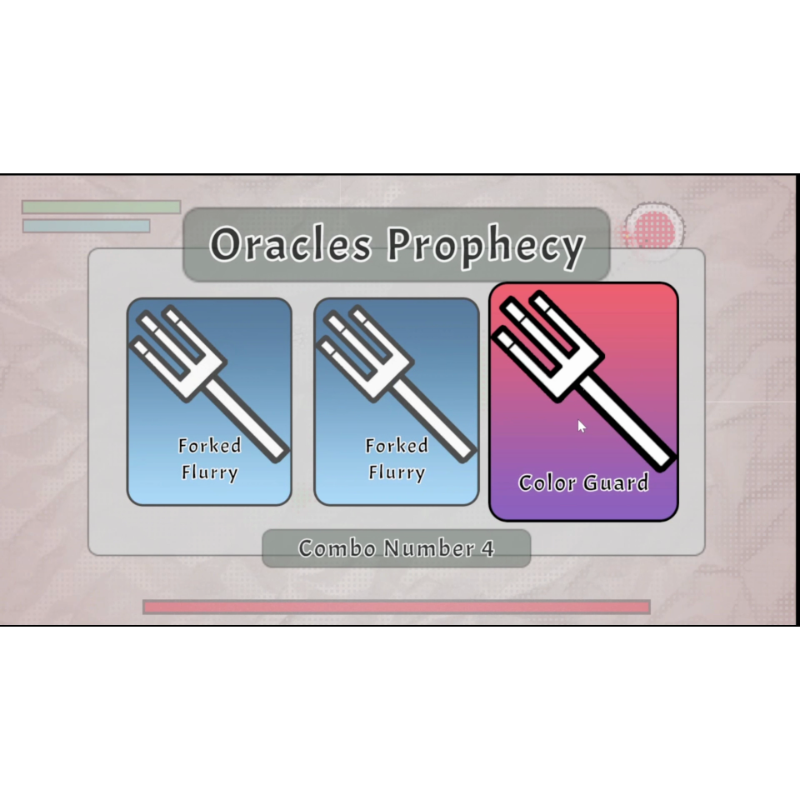 Oracles Prophecy
Forked
Flurry
Forked
Flurry
Color Guard
Combo Number 4